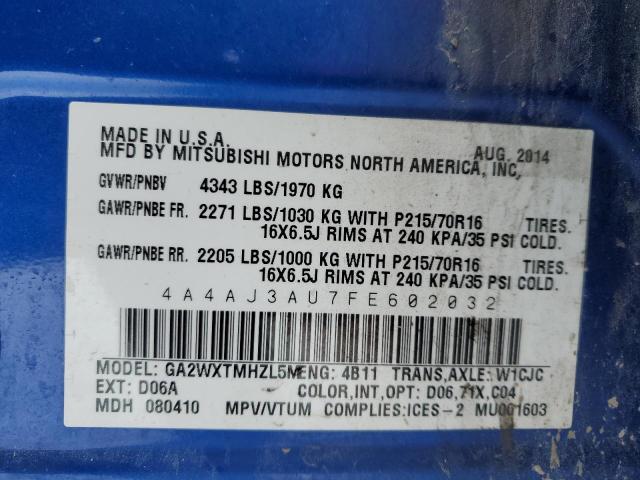 MADE IN U.S.A. AUG, 2014
MFD BY MITSUBISHI MOTORS NORTH AMERICA, INC,
GVWR/PNBV 4343 LBS/1970 KG
GAWR/PNBE FR. 2271 LBS/1030 KG WITH P215/70R16 TIRES.
16X6.5J RIMS AT 240 KPA/35 PSI COLD.
GAWR/PNBE RR. 2205 LBS/1000 KG WITH P215/70R16 TIRES.
16X6.5J RIMS AT 240 KPA/35 PSI COLD.
4A4AJ3AU7FE602032
MODEL: GA2WXTMHZL5M ENG: 4B11 TRANS,AXLE: W1CJC
EXT: D06A COLOR,INT,OPT: D06,71X,C04
MDH 080410 MPV/VTUM COMPLIES:ICES-2 MU001603